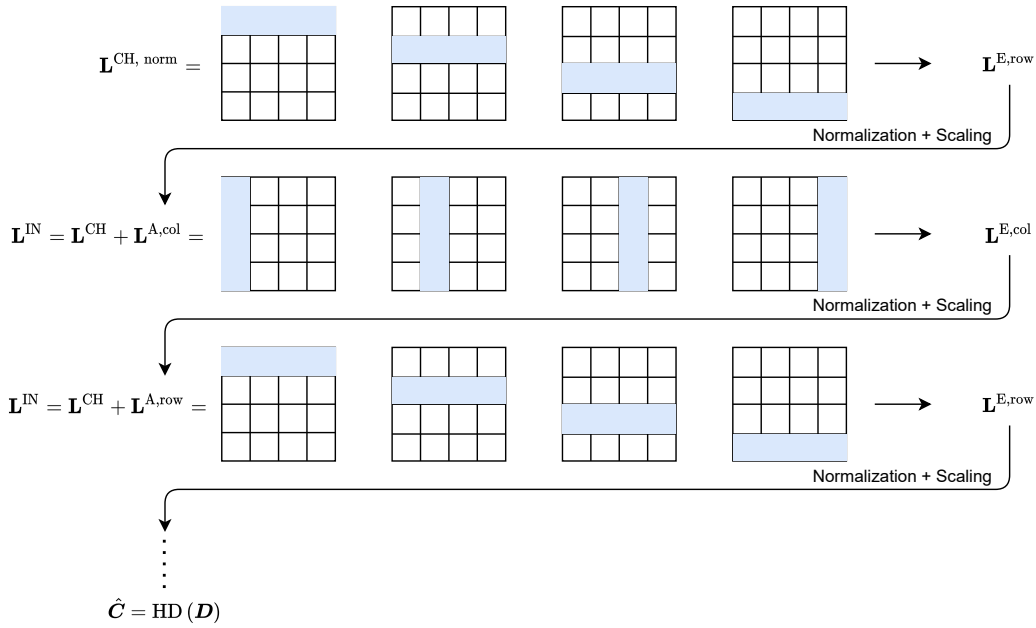 L^{CH, norm} = L^{E,row}
Normalization + Scaling
L^{IN} = L^{CH} + L^{A,col} = L^{E,col}
Normalization + Scaling
L^{IN} = L^{CH} + L^{A,row} = L^{E,row}
Normalization + Scaling
Ĉ = HD (D)